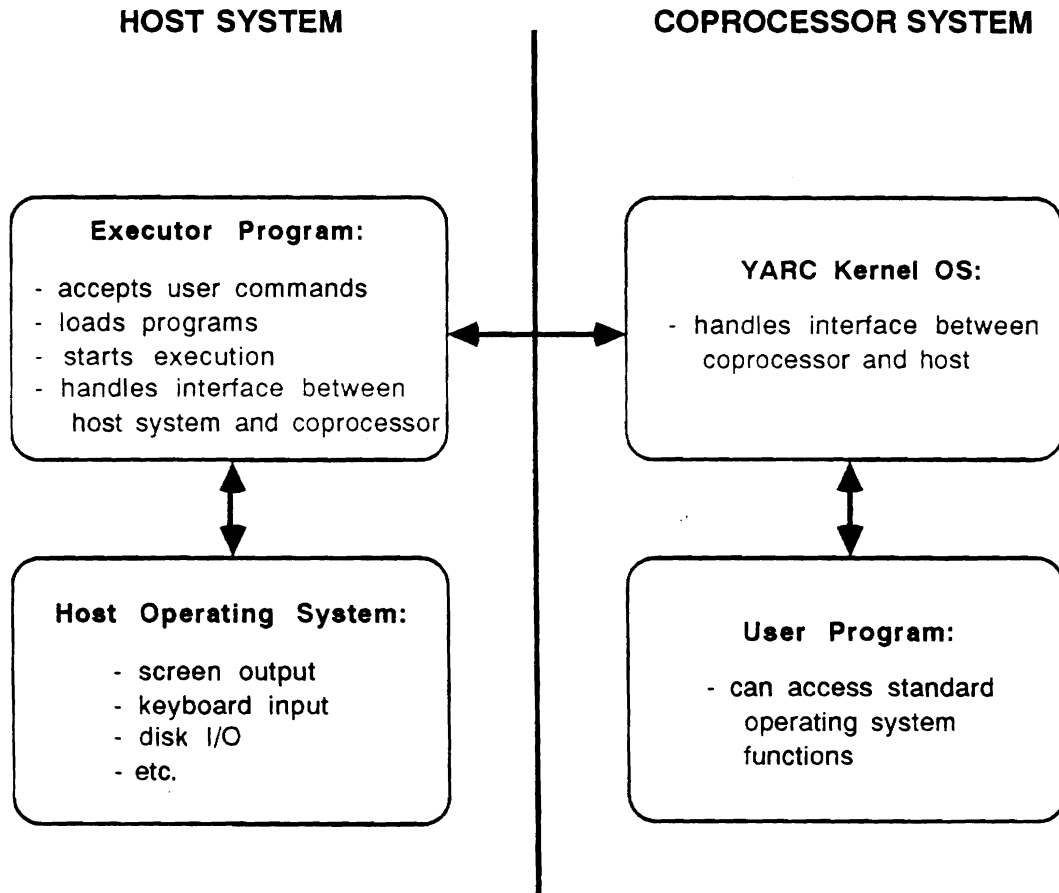 HOST SYSTEM
COPROCESSOR SYSTEM
Executor Program:
- accepts user commands
- loads programs
- starts execution
- handles interface between
host system and coprocessor
YARC Kernel OS:
- handles interface between
coprocessor and host
Host Operating System:
- screen output
- keyboard input
- disk I/O
- etc.
User Program:
- can access standard
operating system
functions